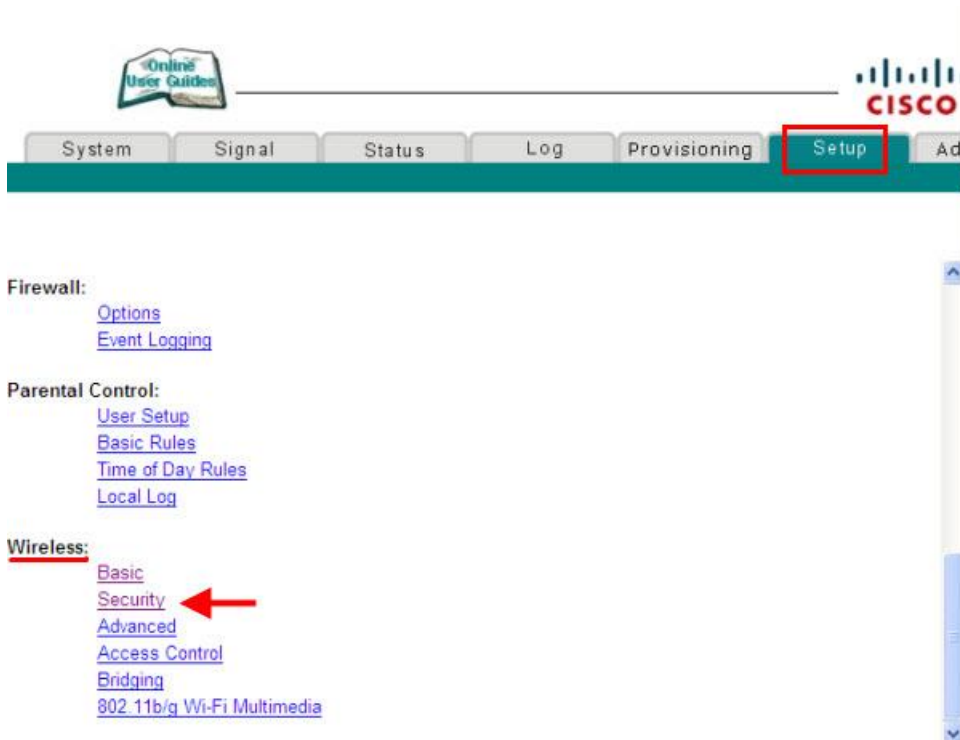 Online
User Guides
CISCO
System Signal Status Log Provisioning Setup Ad
Firewall:
Options
Event Logging
Parental Control:
User Setup
Basic Rules
Time of Day Rules
Local Log
Wireless:
Basic
Security
Advanced
Access Control
Bridging
802.11b/g Wi-Fi Multimedia